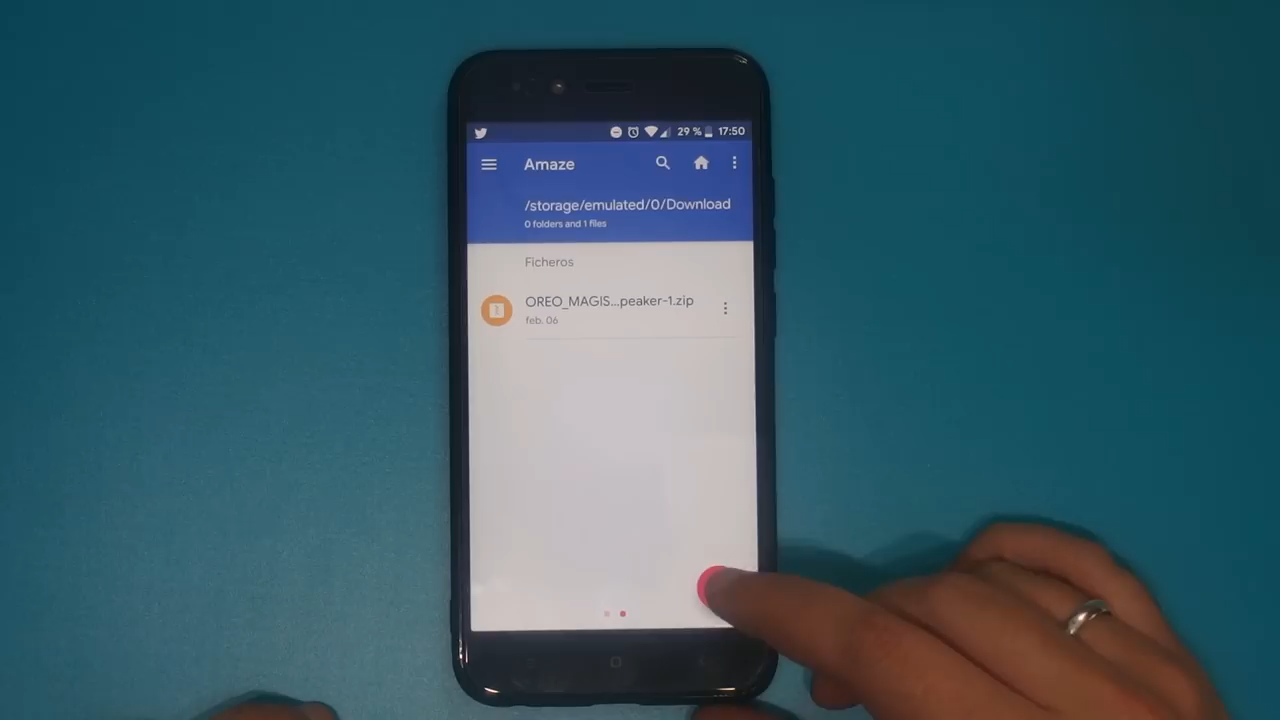 29 % 17:50
Amaze
/storage/emulated/0/Download
0 folders and 1 files
Ficheros
OREO_MAGIS...peaker-1.zip
feb. 06